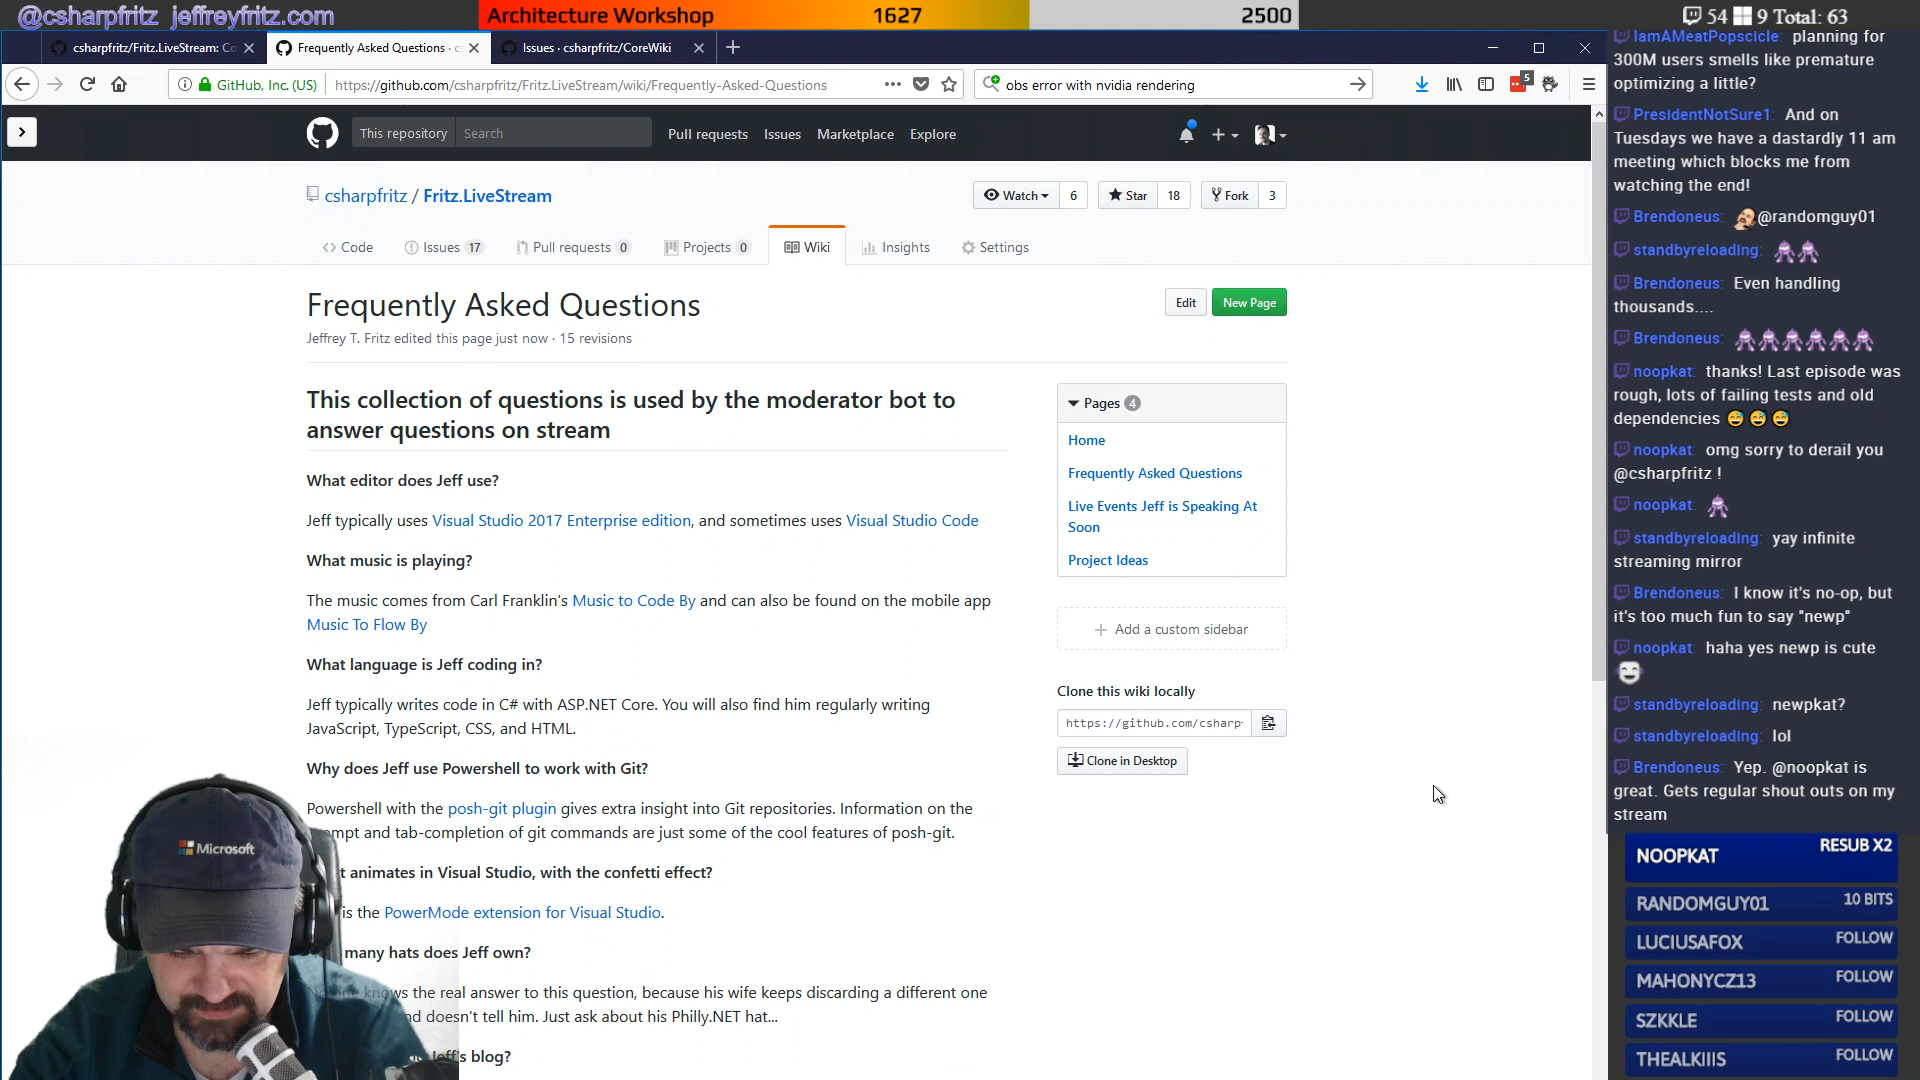 @csharpfritz jeffreyfritz.com
Architecture Workshop 1627 2500
54 9 Total: 63
csharpfritz/Fritz.LiveStream: Co
Frequently Asked Questions · cs
Issues · csharpfritz/CoreWiki
GitHub, Inc. (US)
https://github.com/csharpfritz/Fritz.LiveStream/wiki/Frequently-Asked-Questions
obs error with nvidia rendering
5
This repository
Search
Pull requests
Issues
Marketplace
Explore
csharpfritz / Fritz.LiveStream
Watch 6
Star 18
Fork 3
Code
Issues 17
Pull requests 0
Projects 0
Wiki
Insights
Settings
Frequently Asked Questions
Edit
New Page
Jeffrey T. Fritz edited this page just now · 15 revisions
This collection of questions is used by the moderator bot to
answer questions on stream
What editor does Jeff use?
Jeff typically uses Visual Studio 2017 Enterprise edition, and sometimes uses Visual Studio Code
What music is playing?
The music comes from Carl Franklin's Music to Code By and can also be found on the mobile app
Music To Flow By
What language is Jeff coding in?
Jeff typically writes code in C# with ASP.NET Core. You will also find him regularly writing
JavaScript, TypeScript, CSS, and HTML.
Why does Jeff use Powershell to work with Git?
Powershell with the posh-git plugin gives extra insight into Git repositories. Information on the
ompt and tab-completion of git commands are just some of the cool features of posh-git.
t animates in Visual Studio, with the confetti effect?
is the PowerMode extension for Visual Studio.
many hats does Jeff own?
knows the real answer to this question, because his wife keeps discarding a different one
nd doesn't tell him. Just ask about his Philly.NET hat...
Jeff's blog?
Pages 4
Home
Frequently Asked Questions
Live Events Jeff is Speaking At
Soon
Project Ideas
Add a custom sidebar
Clone this wiki locally
https://github.com/csharp
Clone in Desktop
Microsoft
IamAMeatPopscicle: planning for
300M users smells like premature
optimizing a little?
PresidentNotSure1: And on
Tuesdays we have a dastardly 11 am
meeting which blocks me from
watching the end!
Brendoneus: @randomguy01
standbyreloading:
Brendoneus: Even handling
thousands....
Brendoneus:
noopkat: thanks! Last episode was
rough, lots of failing tests and old
dependencies
noopkat: omg sorry to derail you
@csharpfritz !
noopkat:
standbyreloading: yay infinite
streaming mirror
Brendoneus: I know it's no-op, but
it's too much fun to say "newp"
noopkat: haha yes newp is cute
standbyreloading: newpkat?
standbyreloading: lol
Brendoneus: Yep. @noopkat is
great. Gets regular shout outs on my
stream
NOOPKAT RESUB X2
RANDOMGUY01 10 BITS
LUCIUSAFOX FOLLOW
MAHONYCZ13 FOLLOW
SZKKLE FOLLOW
THEALKIIIS FOLLOW